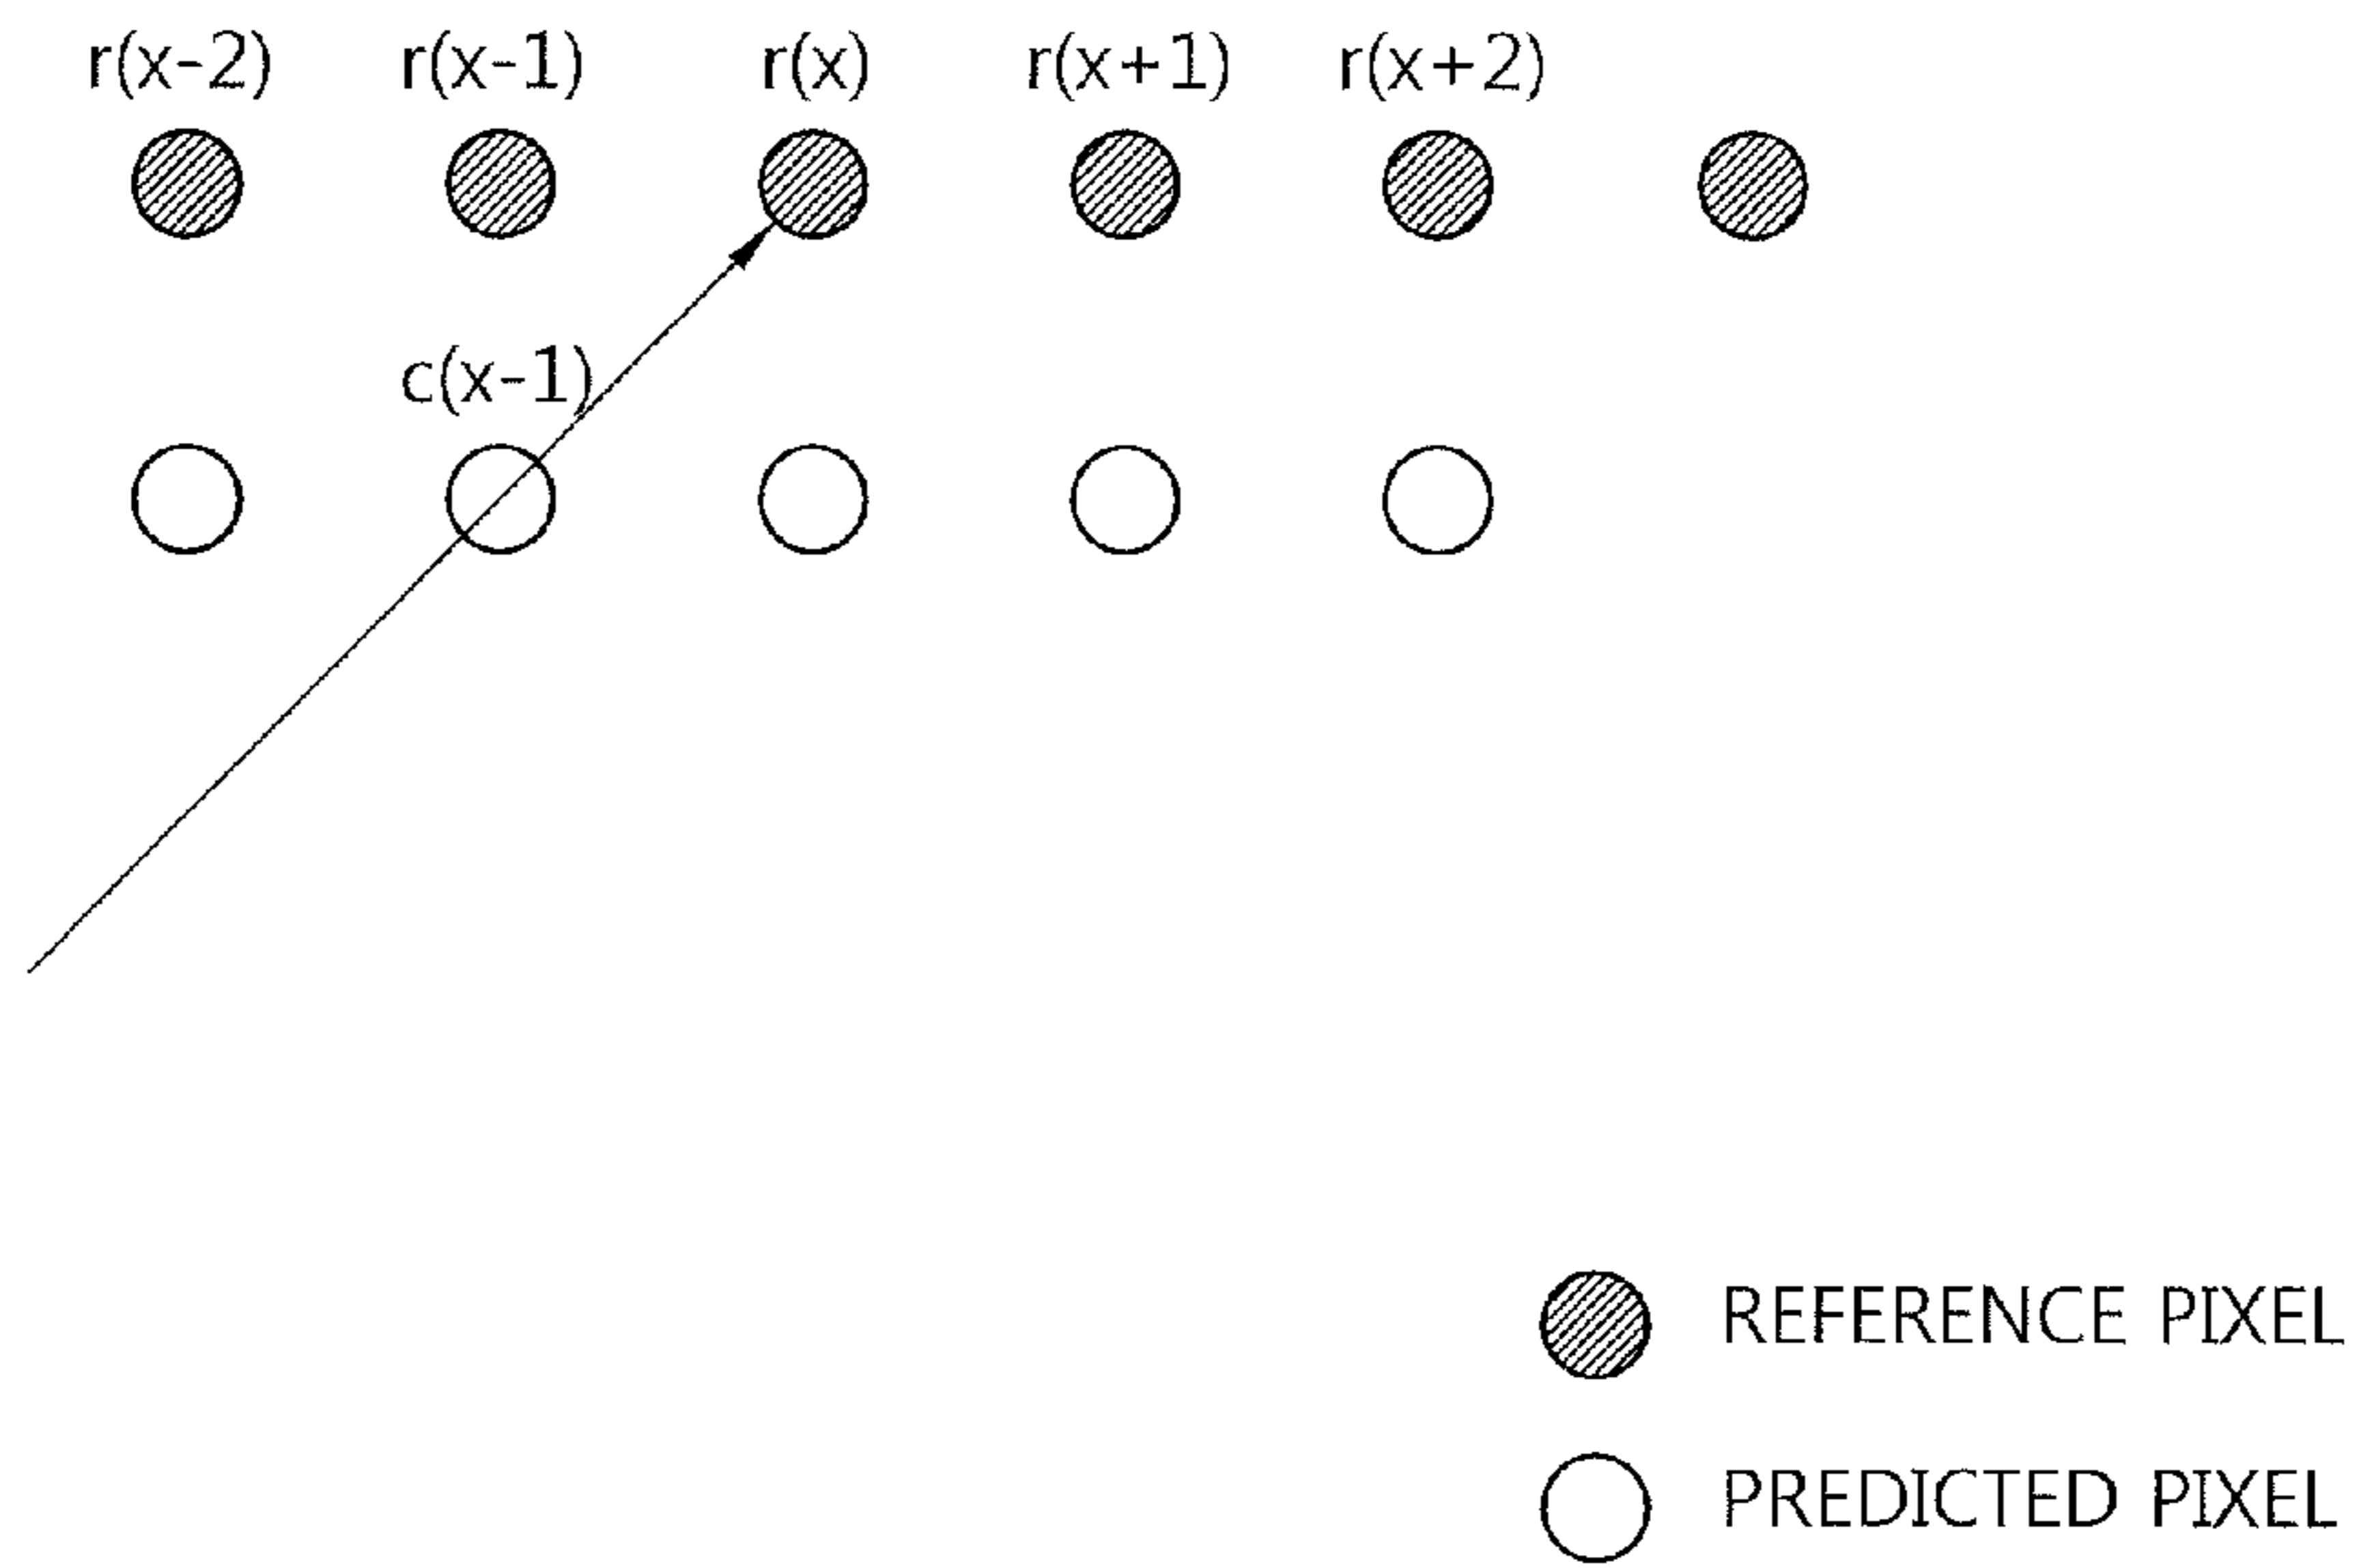 r(x-2) r(x-1) r(x) r(x+1) r(x+2)
c(x-1)
REFERENCE PIXEL
PREDICTED PIXEL